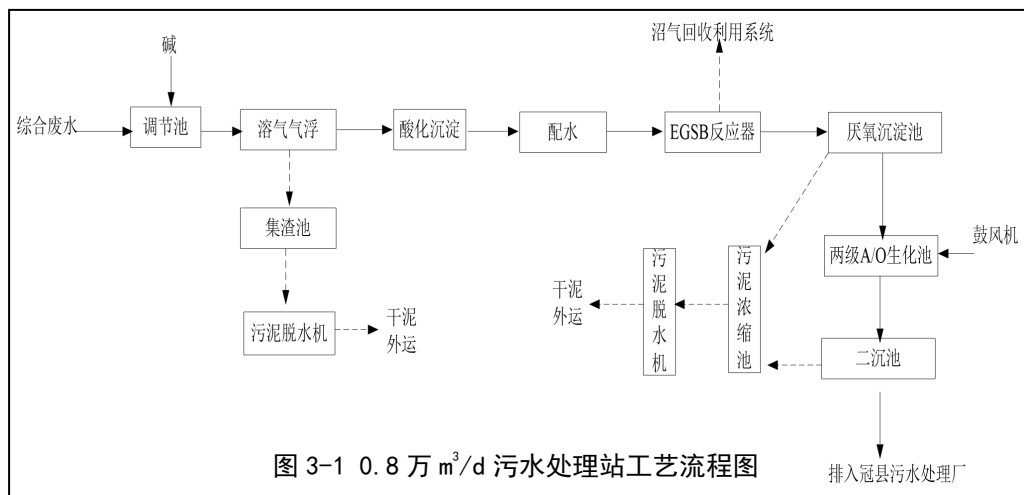 沼气回收利用系统
碱
综合废水
调节池
溶气气浮
酸化沉淀
配水
EGSB反应器
厌氧沉淀池
集渣池
鼓风机
两级A/O生化池
污泥浓缩池
污泥脱水机
干泥
外运
污泥脱水机
干泥
外运
二沉池
排入冠县污水处理厂
图 3-1 0.8 万 m³/d 污水处理站工艺流程图